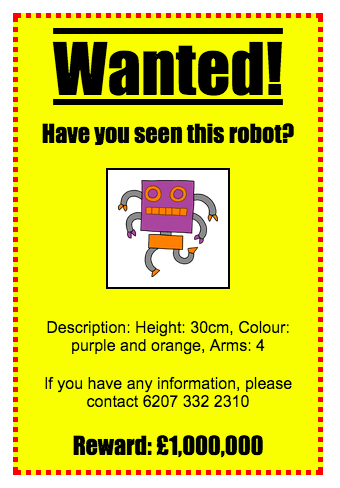 Wanted!
Have you seen this robot?
Description: Height: 30cm, Colour:
purple and orange, Arms: 4
If you have any information, please
contact 6207 332 2310
Reward: £1,000,000